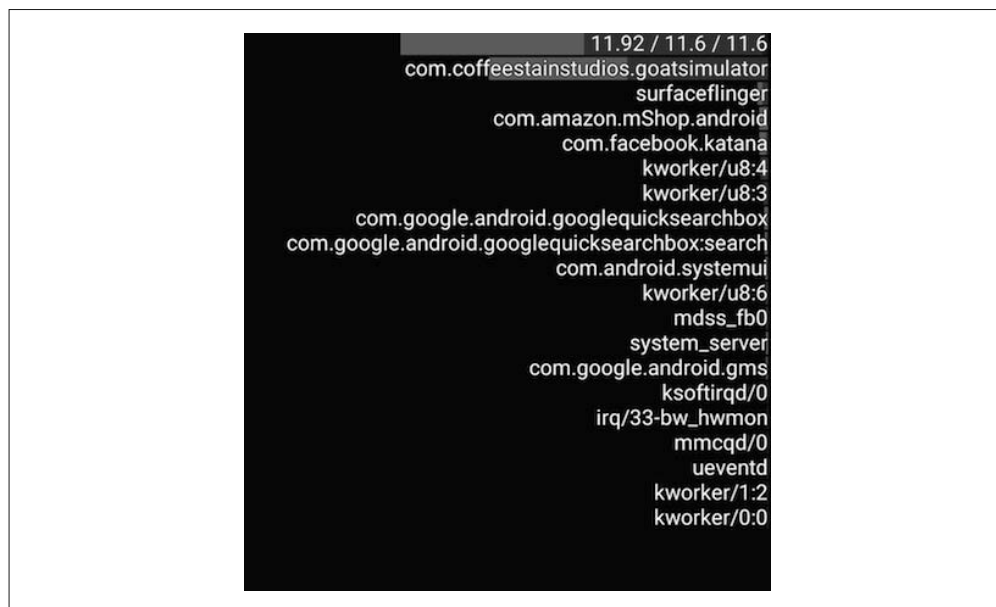 11.92 / 11.6 / 11.6
com.coffeestainstudios.goatsimulator
surfaceflinger
com.amazon.mShop.android
com.facebook.katana
kworker/u8:4
kworker/u8:3
com.google.android.googlequicksearchbox
com.google.android.googlequicksearchbox:search
com.android.systemui
kworker/u8:6
mdss_fb0
system_server
com.google.android.gms
ksoftirqd/0
irq/33-bw_hwmon
mmcqd/0
ueventd
kworker/1:2
kworker/0:0